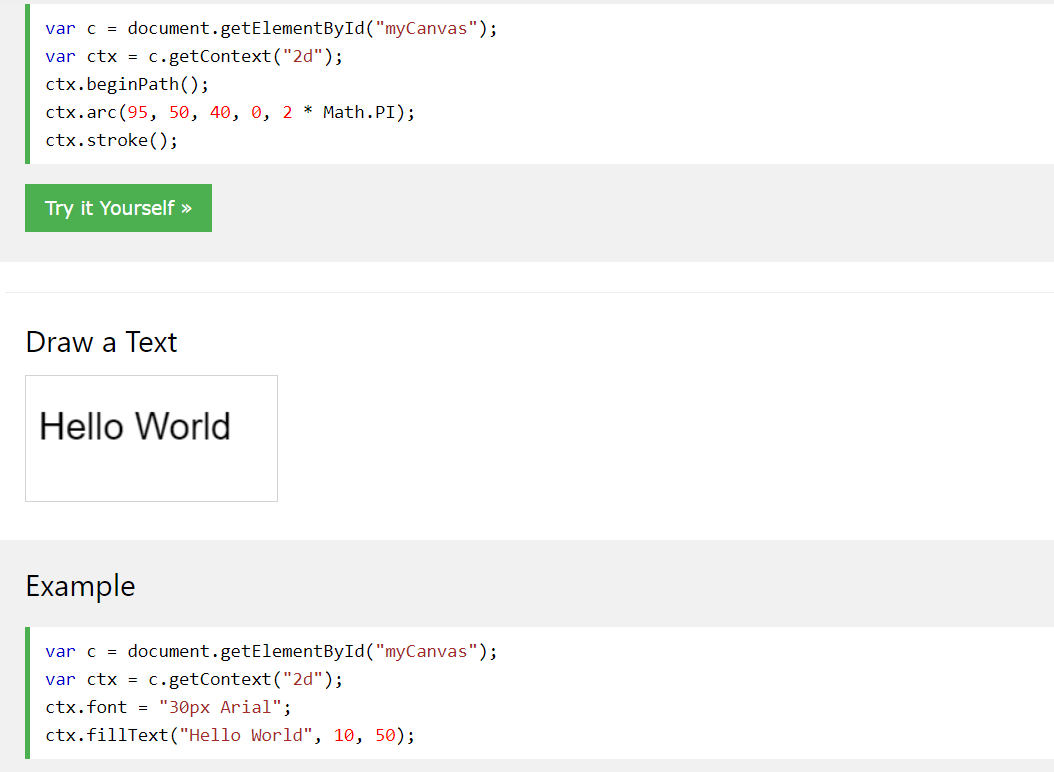 var c = document.getElementById("myCanvas");
var ctx = c.getContext("2d");
ctx.beginPath();
ctx.arc(95, 50, 40, 0, 2 * Math.PI);
ctx.stroke();
Try it Yourself »
Draw a Text
Hello World
Example
var c = document.getElementById("myCanvas");
var ctx = c.getContext("2d");
ctx.font = "30px Arial";
ctx.fillText("Hello World", 10, 50);